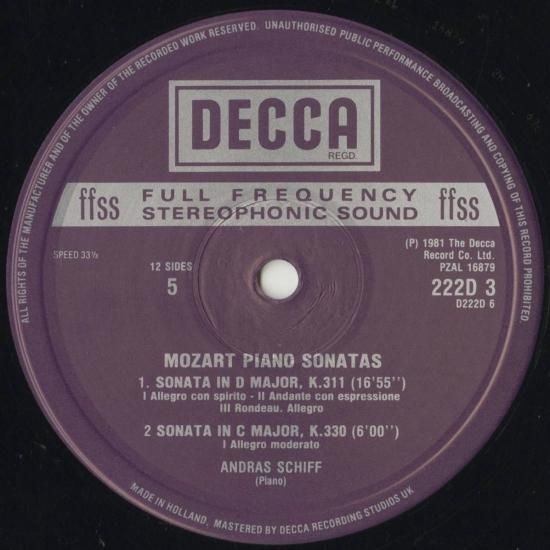 ALL RIGHTS OF THE MANUFACTURER AND OF THE OWNER OF THE RECORDED WORK RESERVED. UNAUTHORISED PUBLIC PERFORMANCE BROADCASTING AND COPYING OF THIS RECORD PROHIBITED.
DECCA
REGD.
ffss FULL FREQUENCY ffss
STEREOPHONIC SOUND
(P) 1981 The Decca
Record Co. Ltd.
PZAL 16879
SPEED 33⅓
12 SIDES
5
222D 3
D222D 6
MOZART PIANO SONATAS
1. SONATA IN D MAJOR, K.311 (16'55'')
I Allegro con spirito - II Andante con espressione
III Rondeau. Allegro
2 SONATA IN C MAJOR, K.330 (6'00'')
I Allegro moderato
ANDRAS SCHIFF
(Piano)
MADE IN HOLLAND. MASTERED BY DECCA RECORDING STUDIOS UK